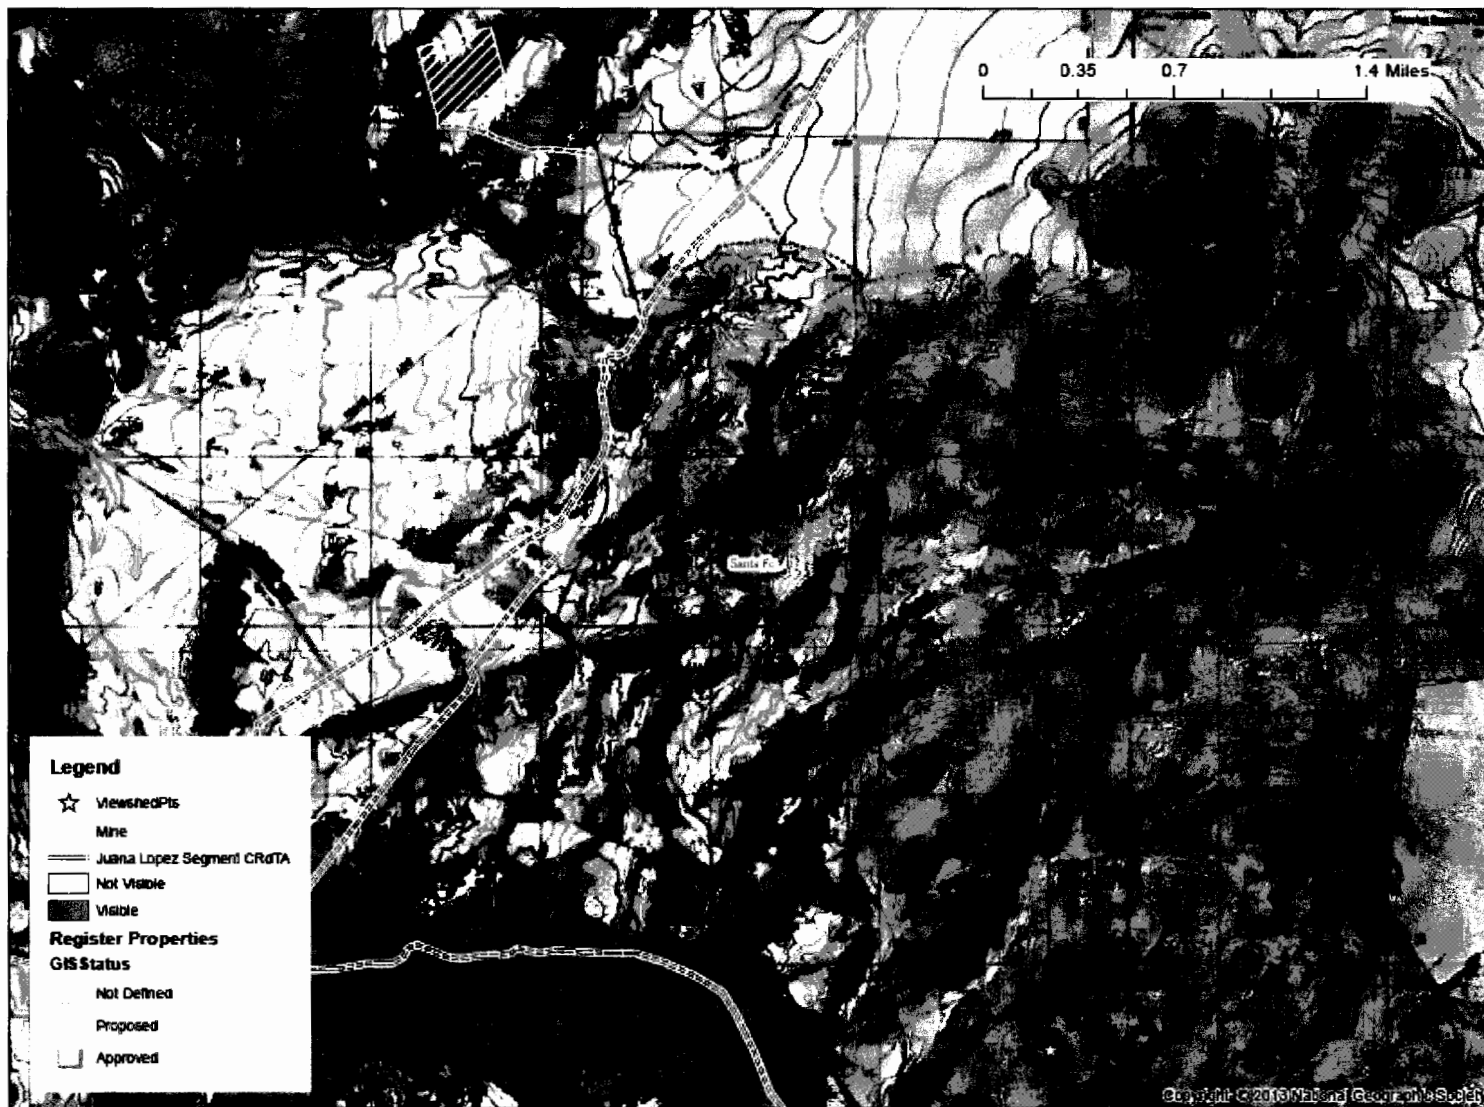 0 0.35 0.7 1.4 Miles
Santa Fe
Legend
ViewshedPts
Mine
Juana Lopez Segment CRdTA
Not Visible
Visible
Register Properties
GISStatus
Not Defined
Proposed
Approved
Copyright: © 2013 National Geographic Society